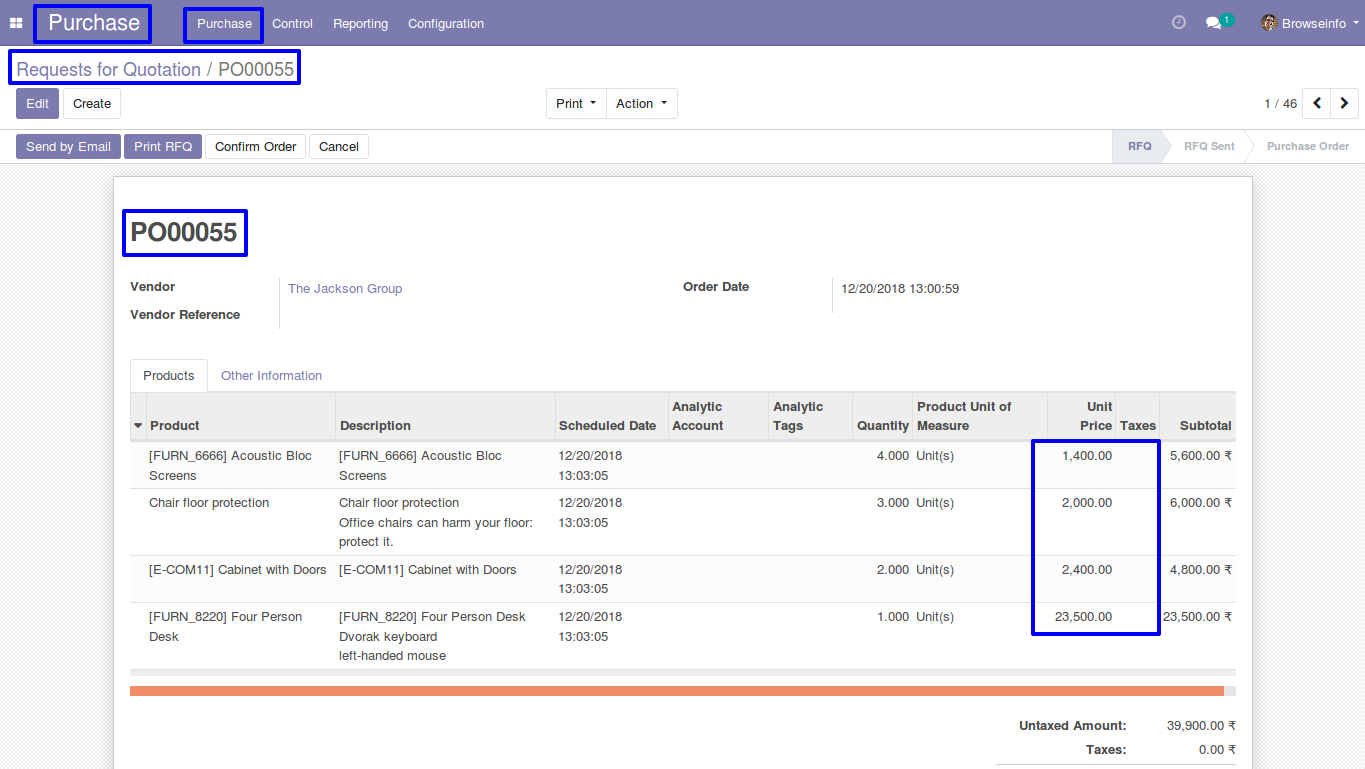 Purchase Purchase Control Reporting Configuration 1 Browseinfo
Requests for Quotation / PO00055
Edit Create Print Action 1 / 46
Send by Email Print RFQ Confirm Order Cancel RFQ RFQ Sent Purchase Order
PO00055
Vendor The Jackson Group Order Date 12/20/2018 13:00:59
Vendor Reference
Products Other Information
Analytic Analytic Product Unit of Unit
Product Description Scheduled Date Account Tags Quantity Measure Price Taxes Subtotal
[FURN_6666] Acoustic Bloc [FURN_6666] Acoustic Bloc 12/20/2018 4.000 Unit(s) 1,400.00 5,600.00 ₹
Screens Screens 13:03:05
Chair floor protection Chair floor protection 12/20/2018 3.000 Unit(s) 2,000.00 6,000.00 ₹
Office chairs can harm your floor: 13:03:05
protect it.
[E-COM11] Cabinet with Doors [E-COM11] Cabinet with Doors 12/20/2018 2.000 Unit(s) 2,400.00 4,800.00 ₹
13:03:05
[FURN_8220] Four Person [FURN_8220] Four Person Desk 12/20/2018 1.000 Unit(s) 23,500.00 23,500.00 ₹
Desk Dvorak keyboard 13:03:05
left-handed mouse
Untaxed Amount: 39,900.00 ₹
Taxes: 0.00 ₹